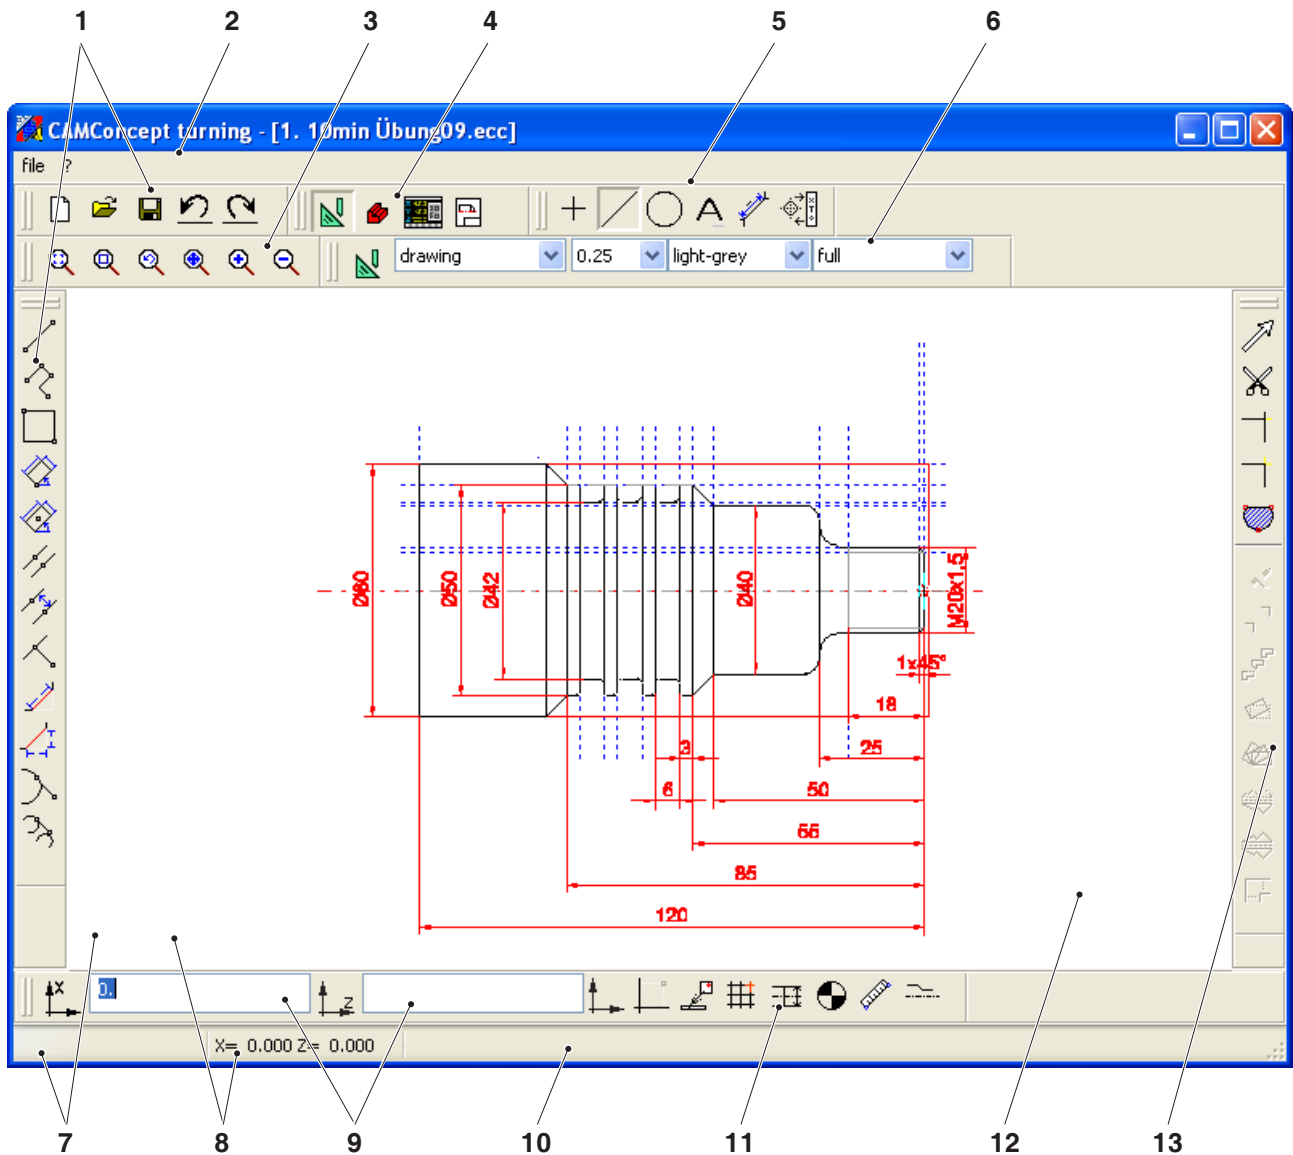 1 2 3 4 5 6
CAMConcept turning - [1. 10min Übung09.ecc]
file ?
drawing 0.25 light-grey full
Ø60 Ø50 Ø42 Ø40 M20x1.5
1x45°
18
3 25
6 50
55
85
120
X 0. Z
X= 0.000 Z= 0.000
7 8 9 10 11 12 13